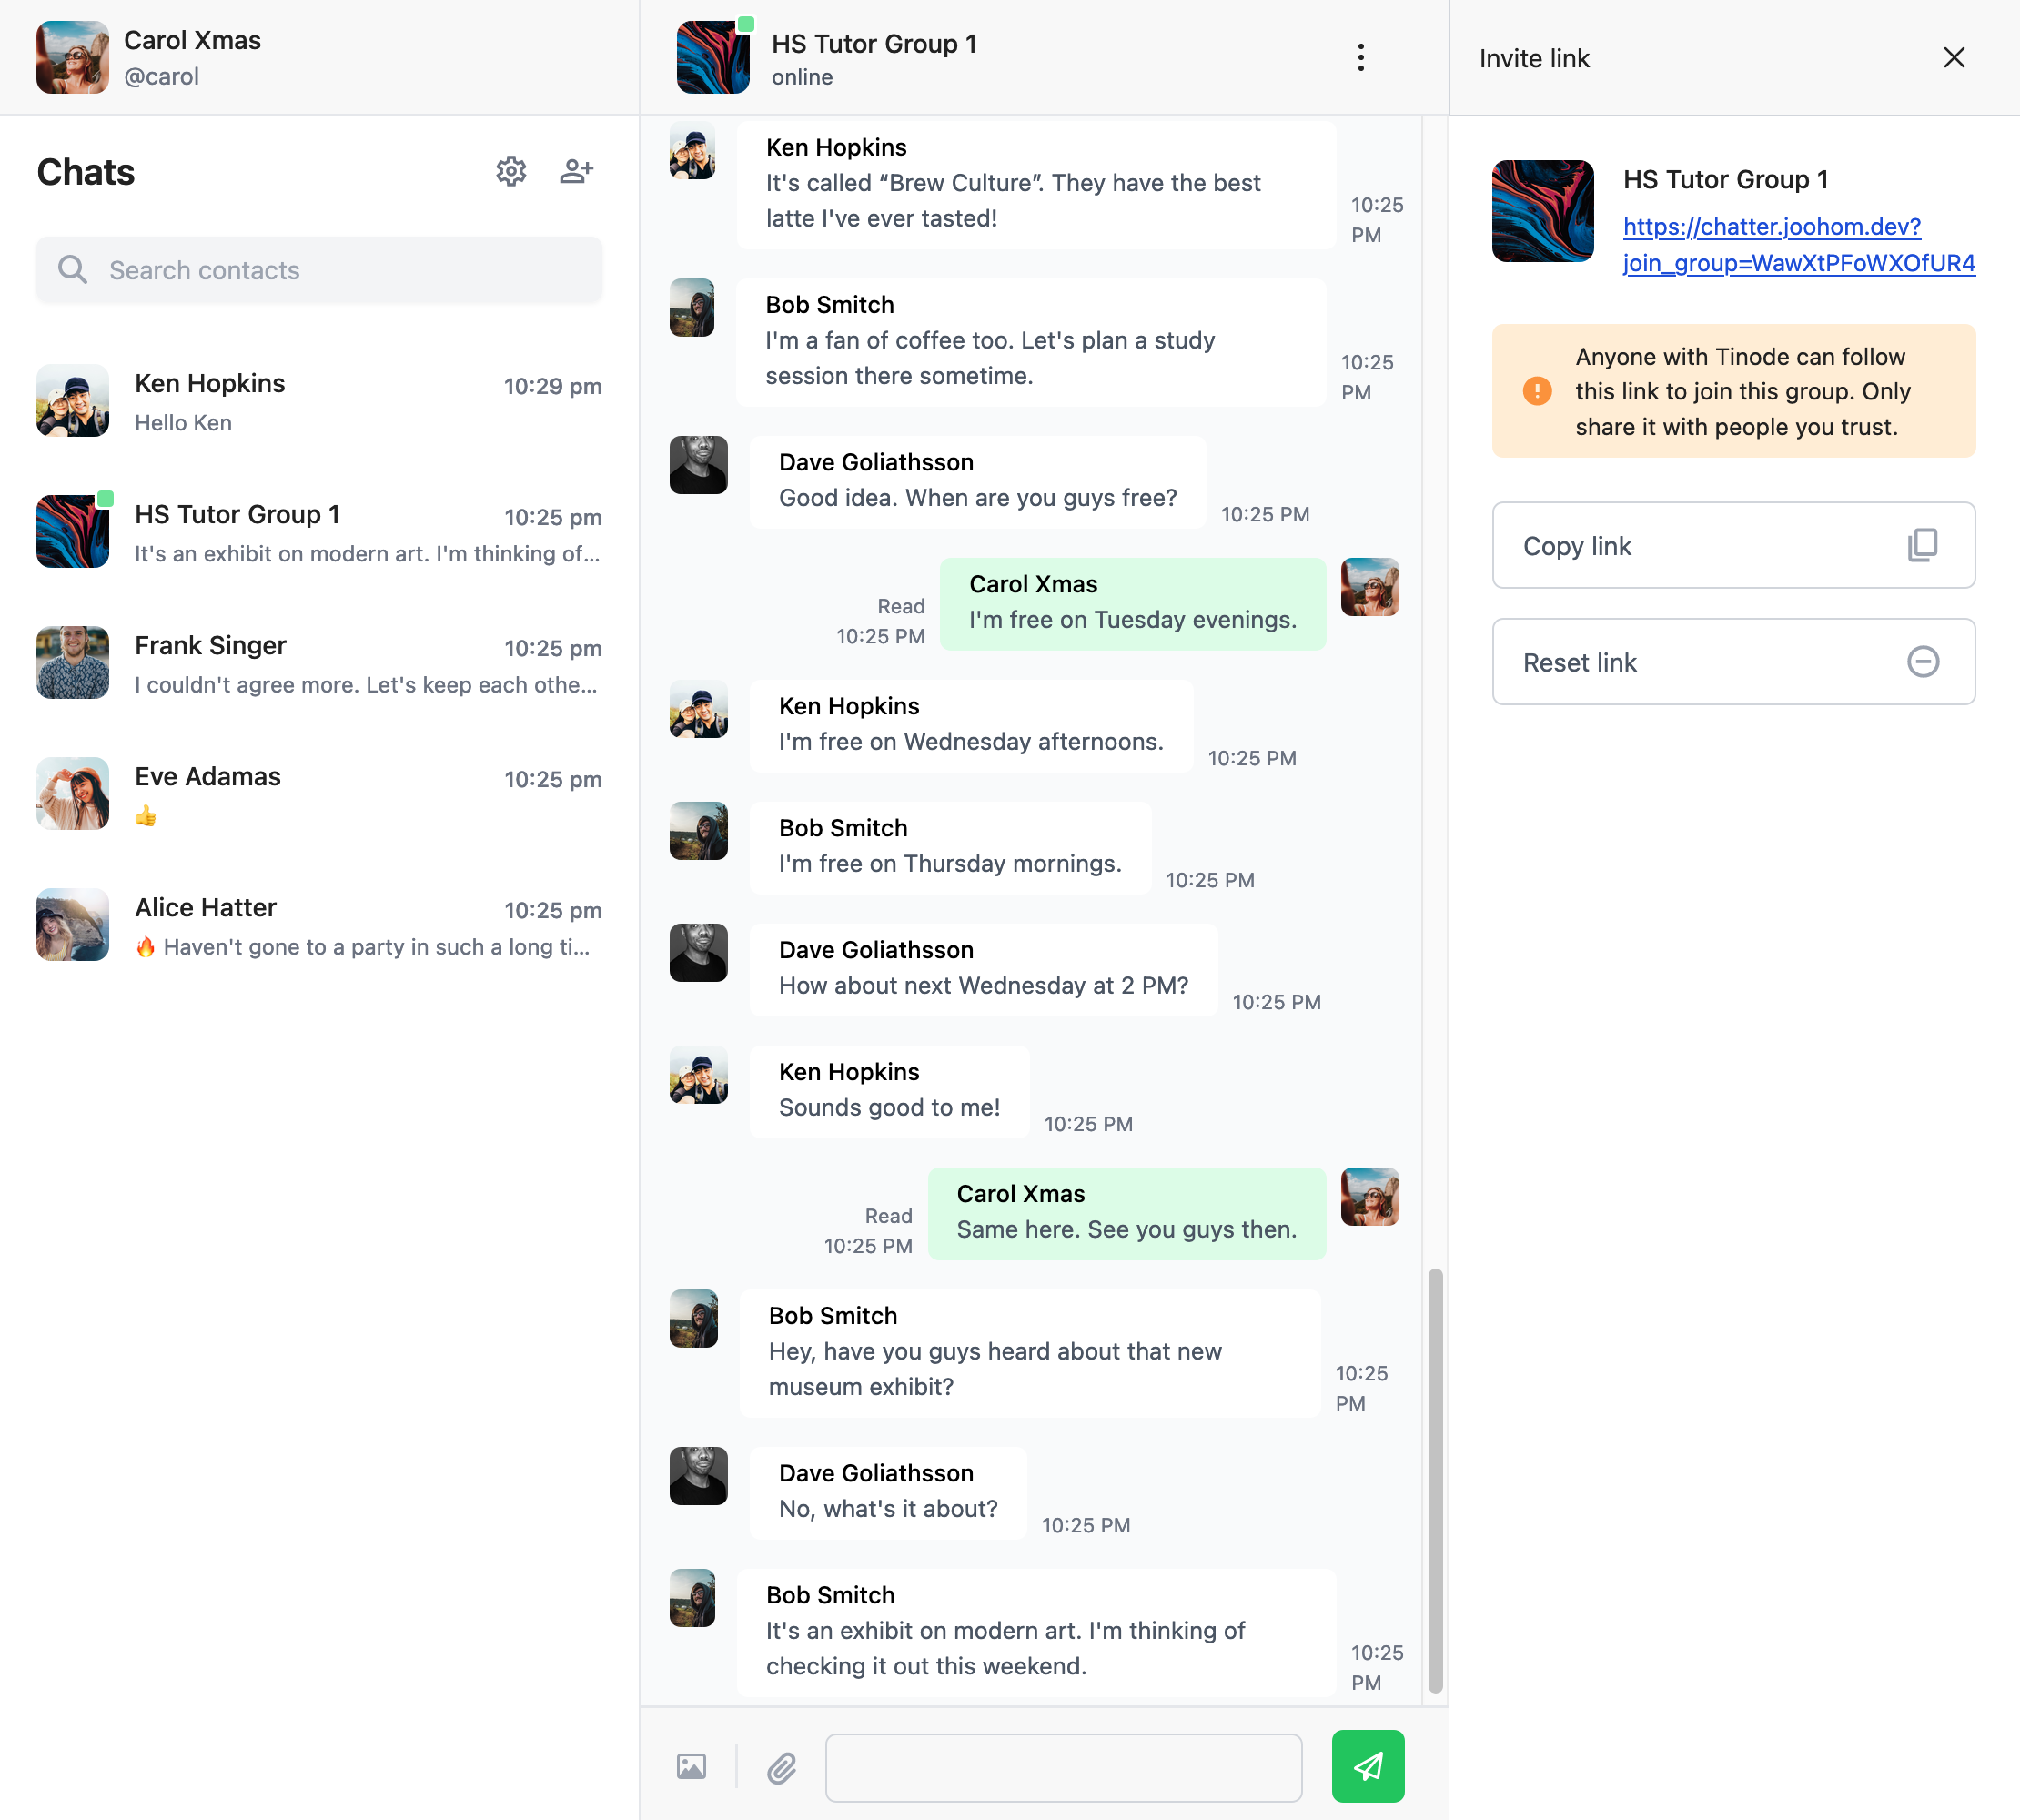 Carol Xmas
@carol
Chats
Search contacts
Ken Hopkins
10:29 pm
Hello Ken
HS Tutor Group 1
10:25 pm
It's an exhibit on modern art. I'm thinking of...
Frank Singer
10:25 pm
I couldn't agree more. Let's keep each othe...
Eve Adamas
10:25 pm
👍
Alice Hatter
10:25 pm
🔥 Haven't gone to a party in such a long ti...
HS Tutor Group 1
online
Ken Hopkins
It's called “Brew Culture”. They have the best
latte I've ever tasted!
10:25
PM
Bob Smitch
I'm a fan of coffee too. Let's plan a study
session there sometime.
10:25
PM
Dave Goliathsson
Good idea. When are you guys free?
10:25 PM
Carol Xmas
I'm free on Tuesday evenings.
Read
10:25 PM
Ken Hopkins
I'm free on Wednesday afternoons.
10:25 PM
Bob Smitch
I'm free on Thursday mornings.
10:25 PM
Dave Goliathsson
How about next Wednesday at 2 PM?
10:25 PM
Ken Hopkins
Sounds good to me!
10:25 PM
Carol Xmas
Same here. See you guys then.
Read
10:25 PM
Bob Smitch
Hey, have you guys heard about that new
museum exhibit?
10:25
PM
Dave Goliathsson
No, what's it about?
10:25 PM
Bob Smitch
It's an exhibit on modern art. I'm thinking of
checking it out this weekend.
10:25
PM
Invite link
HS Tutor Group 1
https://chatter.joohom.dev?
join_group=WawXtPFoWXOfUR4
Anyone with Tinode can follow
this link to join this group. Only
share it with people you trust.
Copy link
Reset link